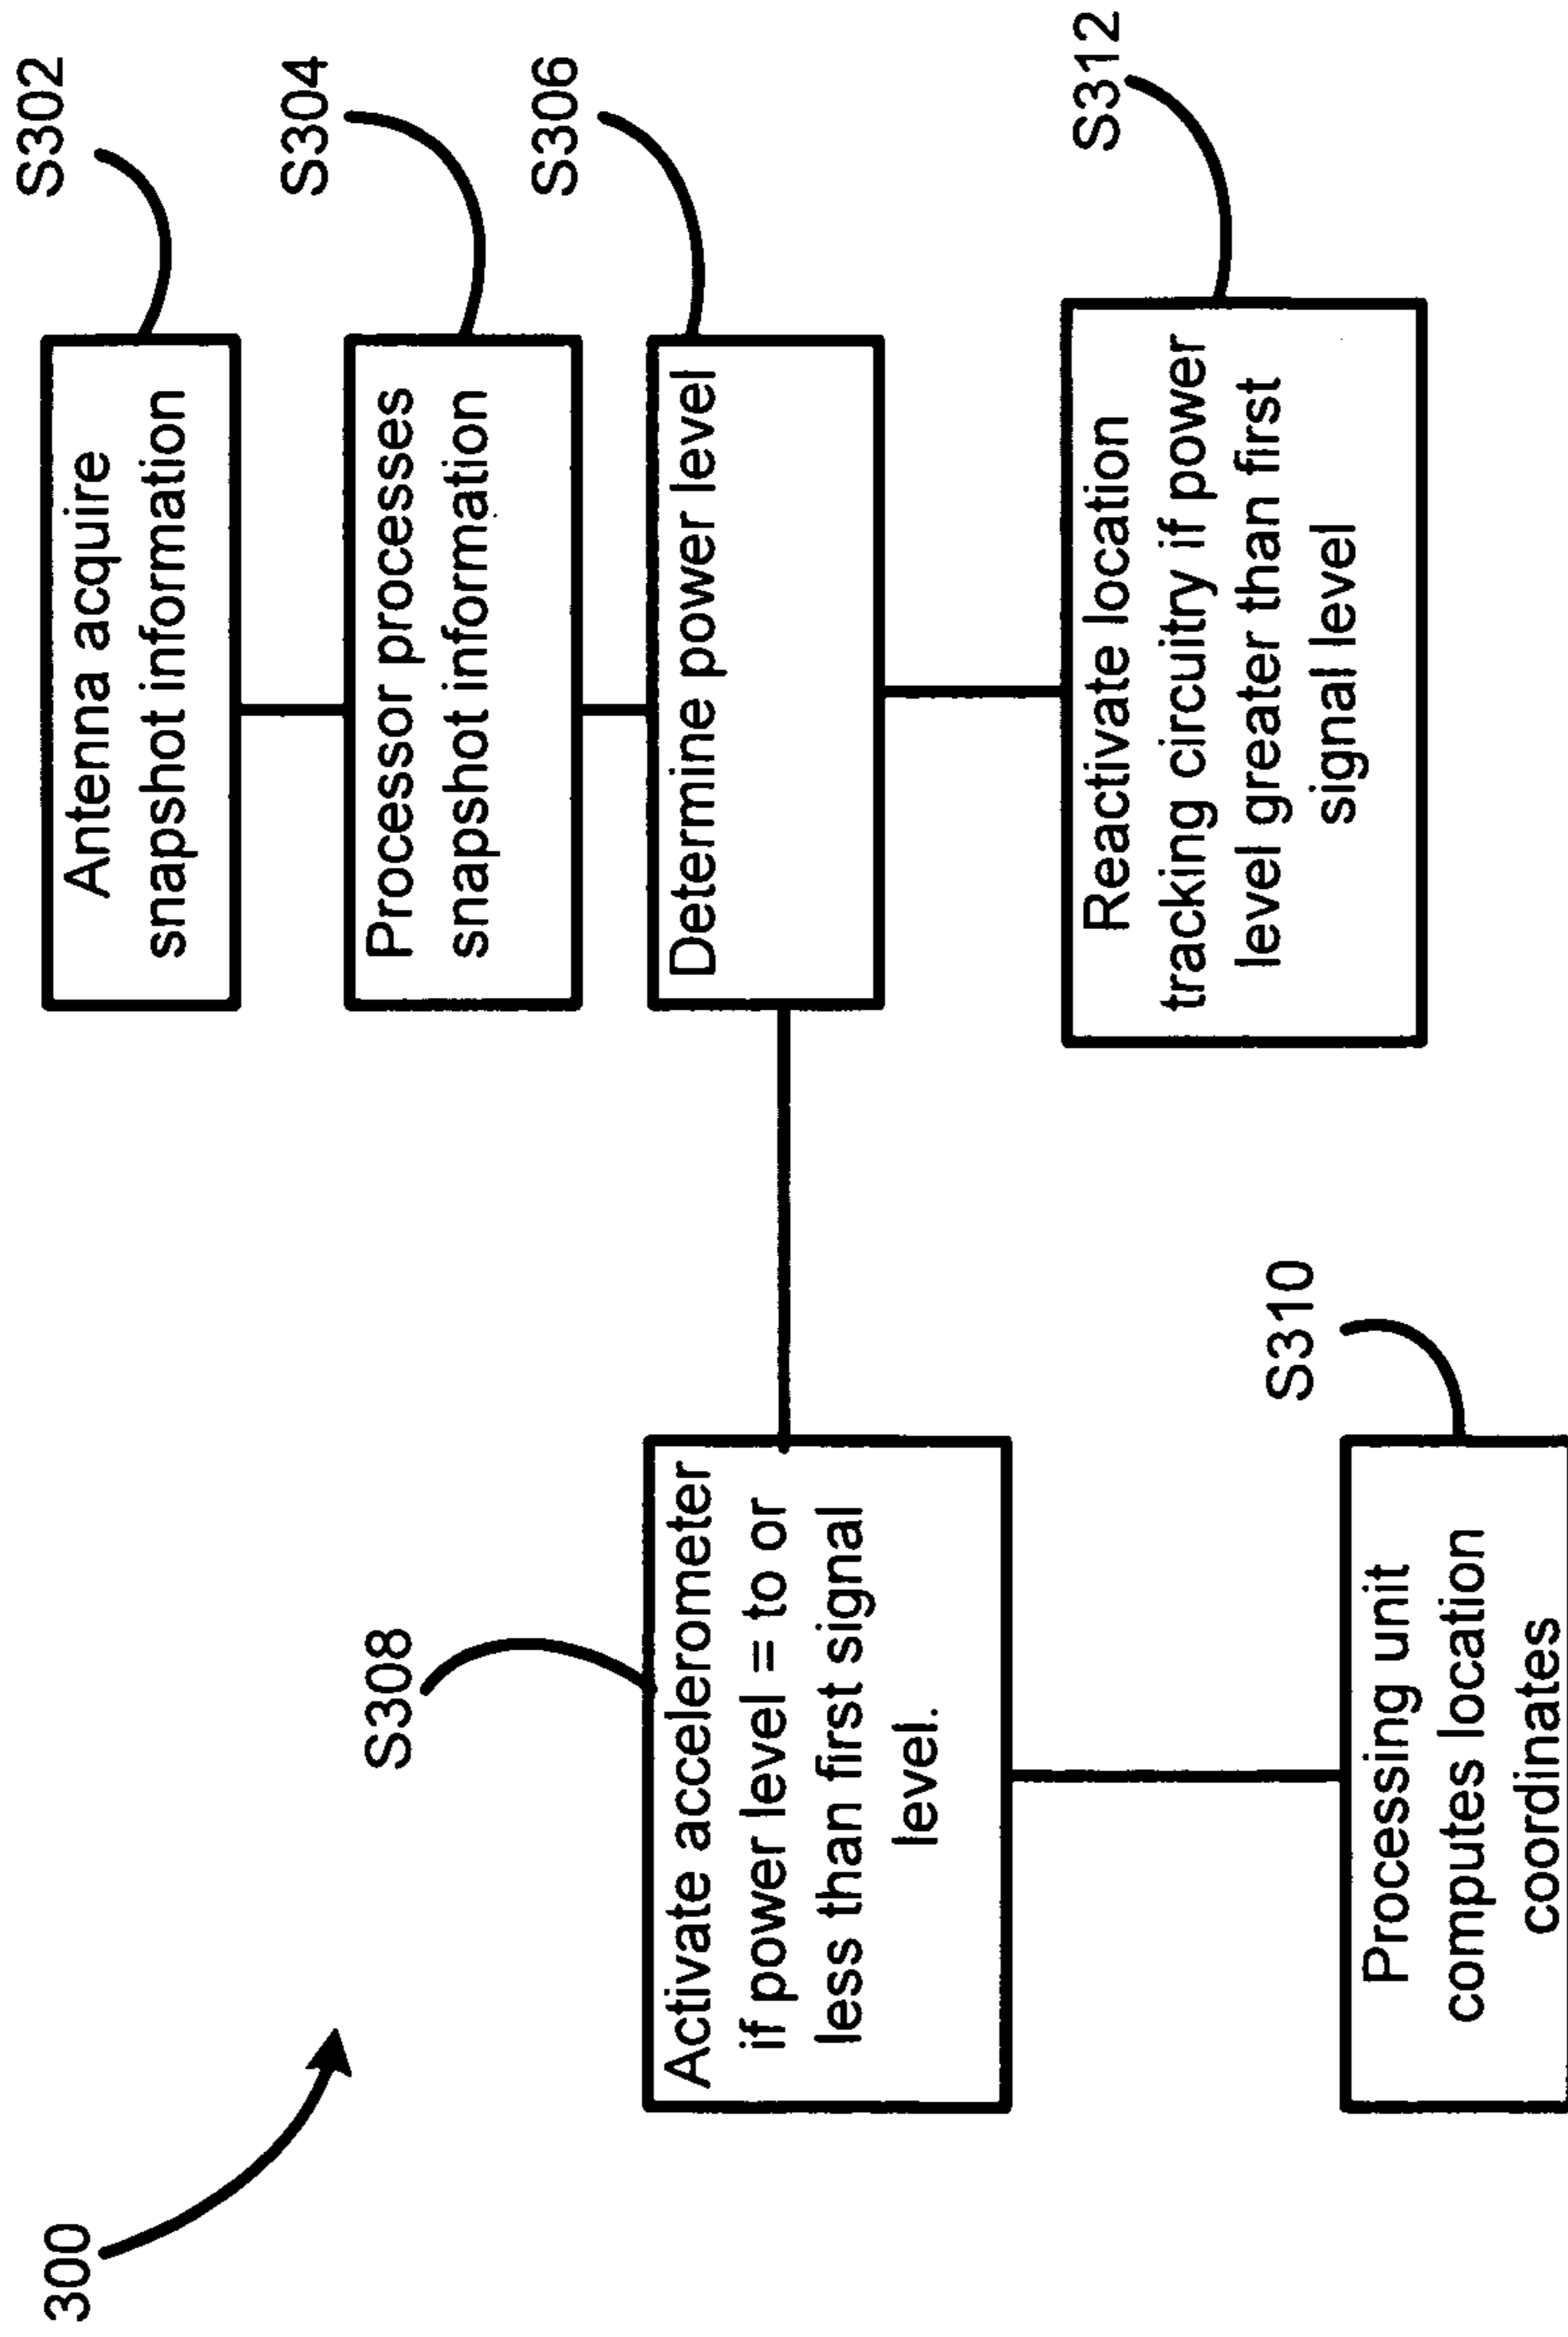 300
S302
Antenna acquire
snapshot information
S304
Processor processes
snapshot information
S306
Determine power level
S308
Activate accelerometer
if power level = to or
less than first signal
level.
S310
Processing unit
computes location
coordinates
S312
Reactivate location
tracking circuitry if power
level greater than first
signal level